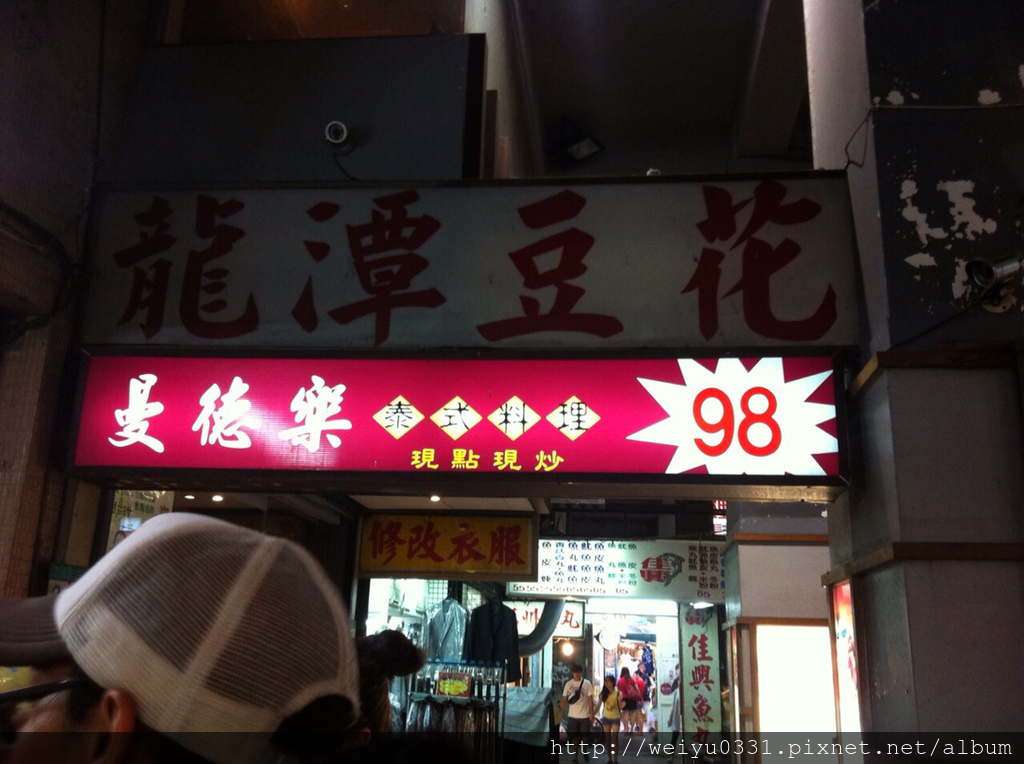 龍潭豆花
曼德樂 泰式料理 98
現點現炒
修改衣服
佳興魚丸
http://weiyu0331.pixnet.net/album